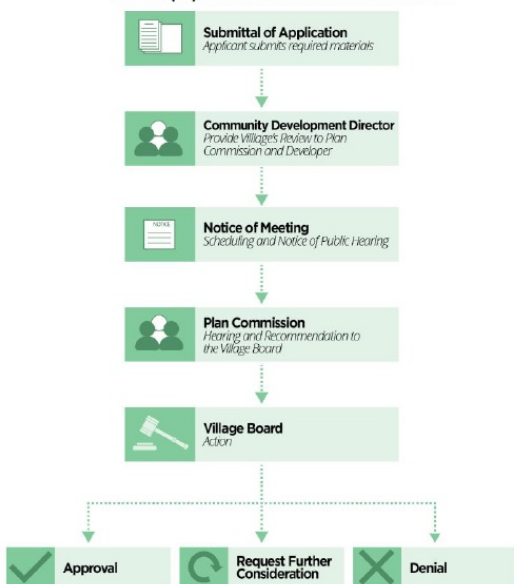 Submittal of Application
Applicant submits required materials
Community Development Director
Provide Village's Review to Plan
Commission and Developer
NOTICE
Notice of Meeting
Scheduling and Notice of Public Hearing
Plan Commission
Hearing and Recommendation to
the Village Board
Village Board
Action
Approval
Request Further
Consideration
Denial